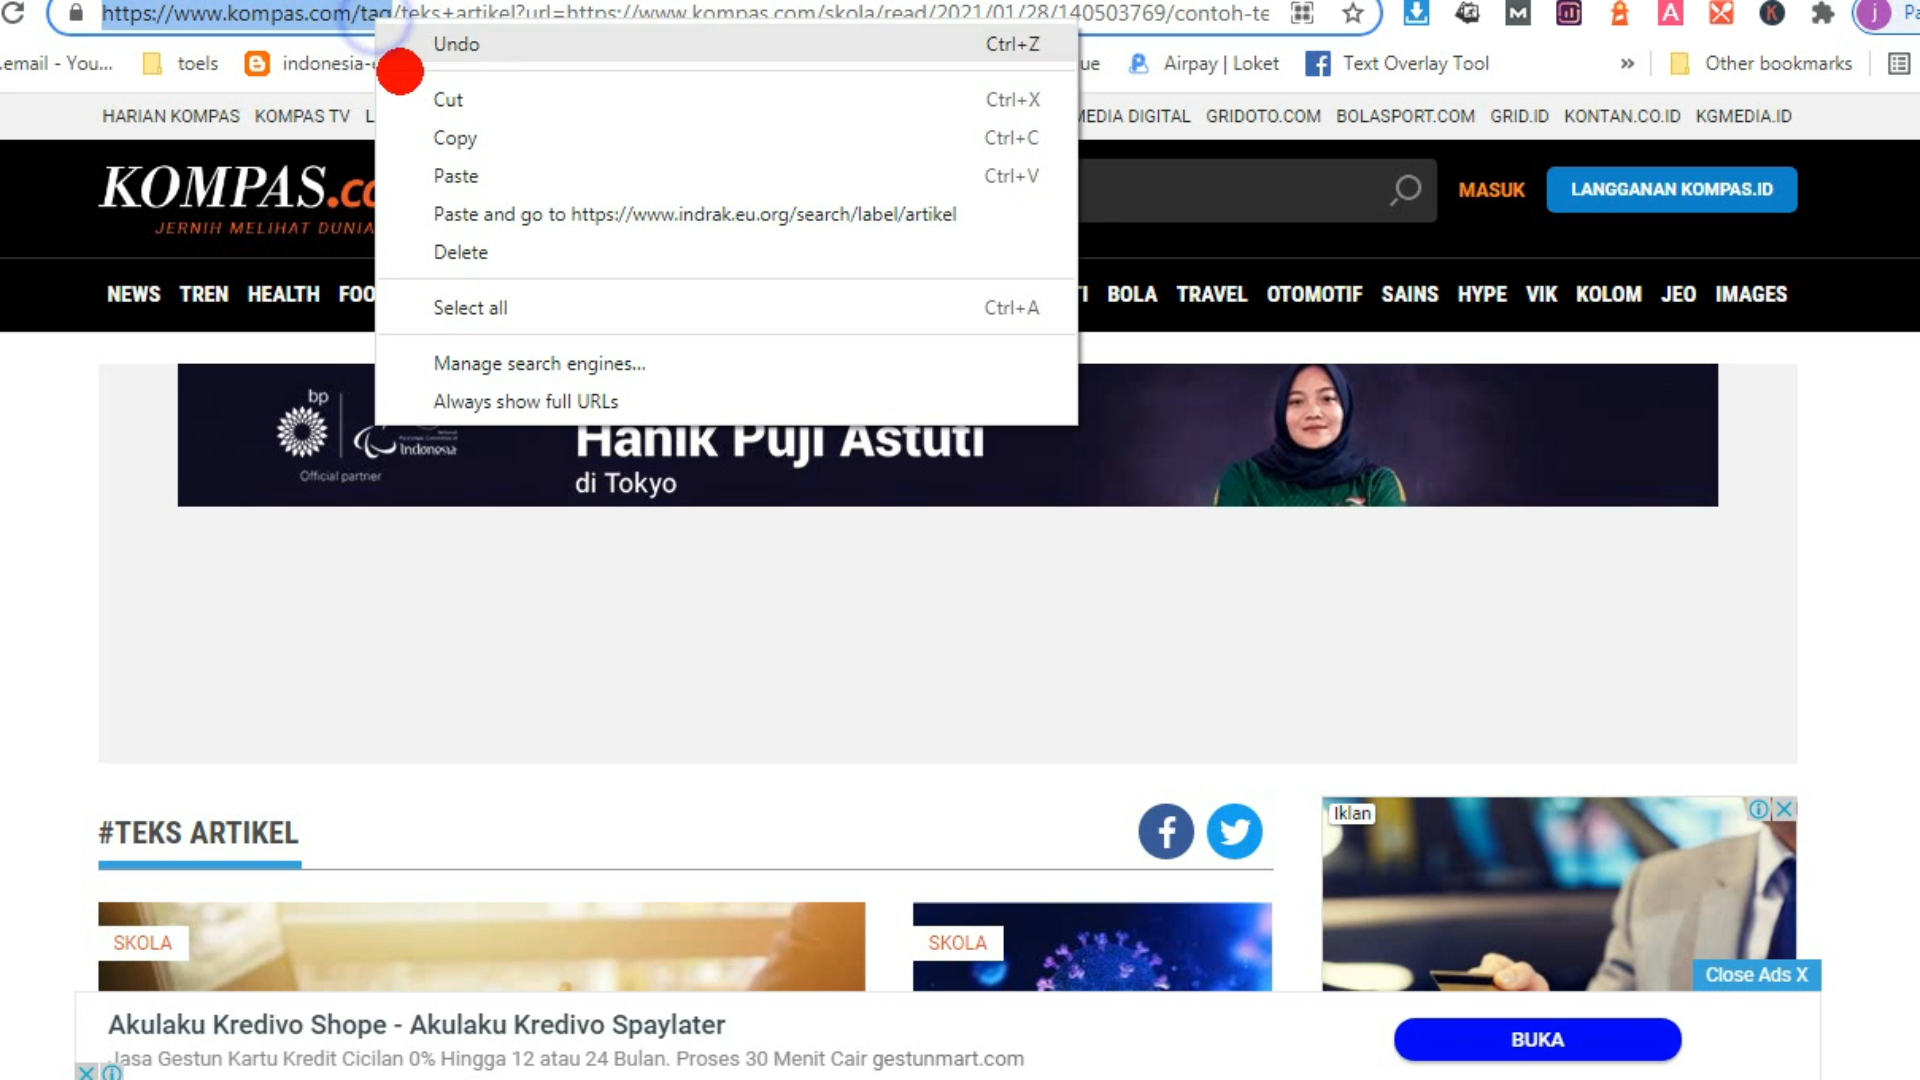 https://www.kompas.com/tag/teks+artikel?url=https://www.kompas.com/skola/read/2021/01/28/140503769/contoh-te
Undo Ctrl+Z
.email - You...
toels
indonesia-
ue
Airpay | Loket
Text Overlay Tool
»
Other bookmarks
Cut Ctrl+X
HARIAN KOMPAS KOMPAS TV L
MEDIA DIGITAL GRIDOTO.COM BOLASPORT.COM GRID.ID KONTAN.CO.ID KGMEDIA.ID
Copy Ctrl+C
Paste Ctrl+V
Paste and go to https://www.indrak.eu.org/search/label/artikel
Delete
Select all Ctrl+A
Manage search engines...
Always show full URLs
KOMPAS.co
JERNIH MELIHAT DUNIA
MASUK
LANGGANAN KOMPAS.ID
NEWS TREN HEALTH FOO
TI BOLA TRAVEL OTOMOTIF SAINS HYPE VIK KOLOM JEO IMAGES
bp
Indonesia
Official partner
Hanik Puji Astuti
di Tokyo
#TEKS ARTIKEL
Iklan
SKOLA
SKOLA
Close Ads X
Akulaku Kredivo Shope - Akulaku Kredivo Spaylater
Jasa Gestun Kartu Kredit Cicilan 0% Hingga 12 atau 24 Bulan. Proses 30 Menit Cair gestunmart.com
BUKA